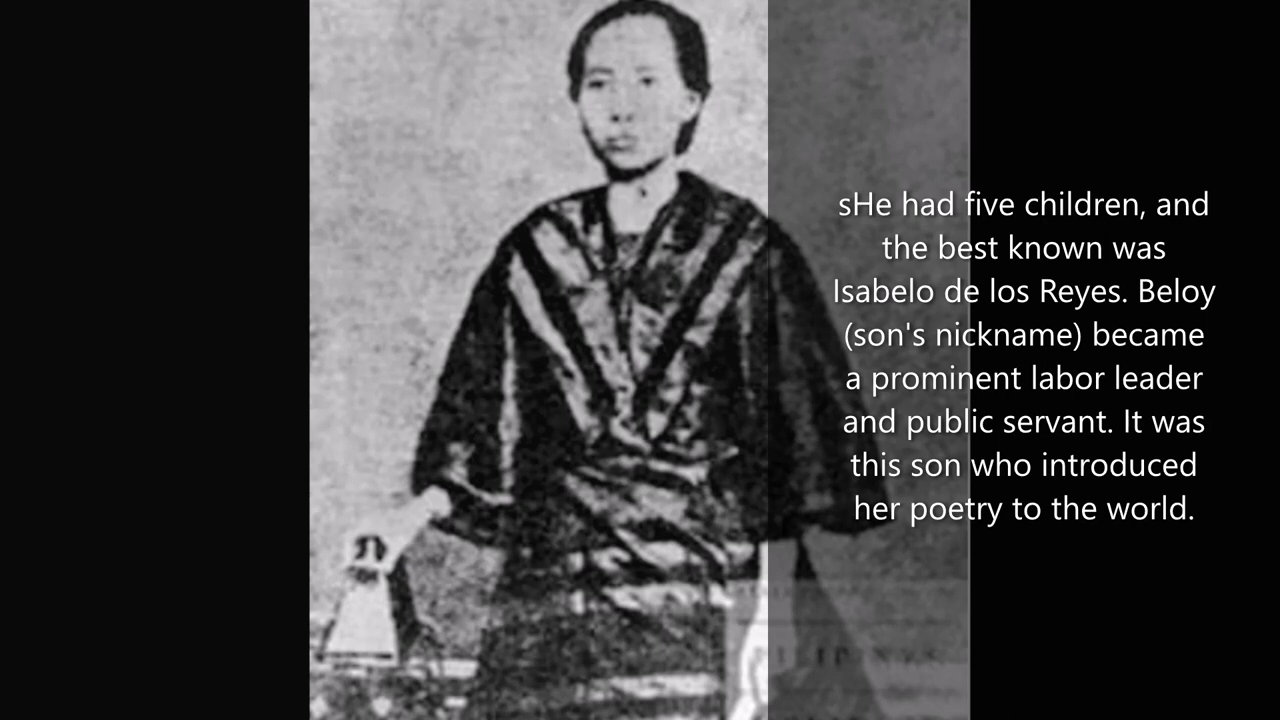 sHe had five children, and
the best known was
Isabelo de los Reyes. Beloy
(son's nickname) became
a prominent labor leader
and public servant. It was
this son who introduced
her poetry to the world.